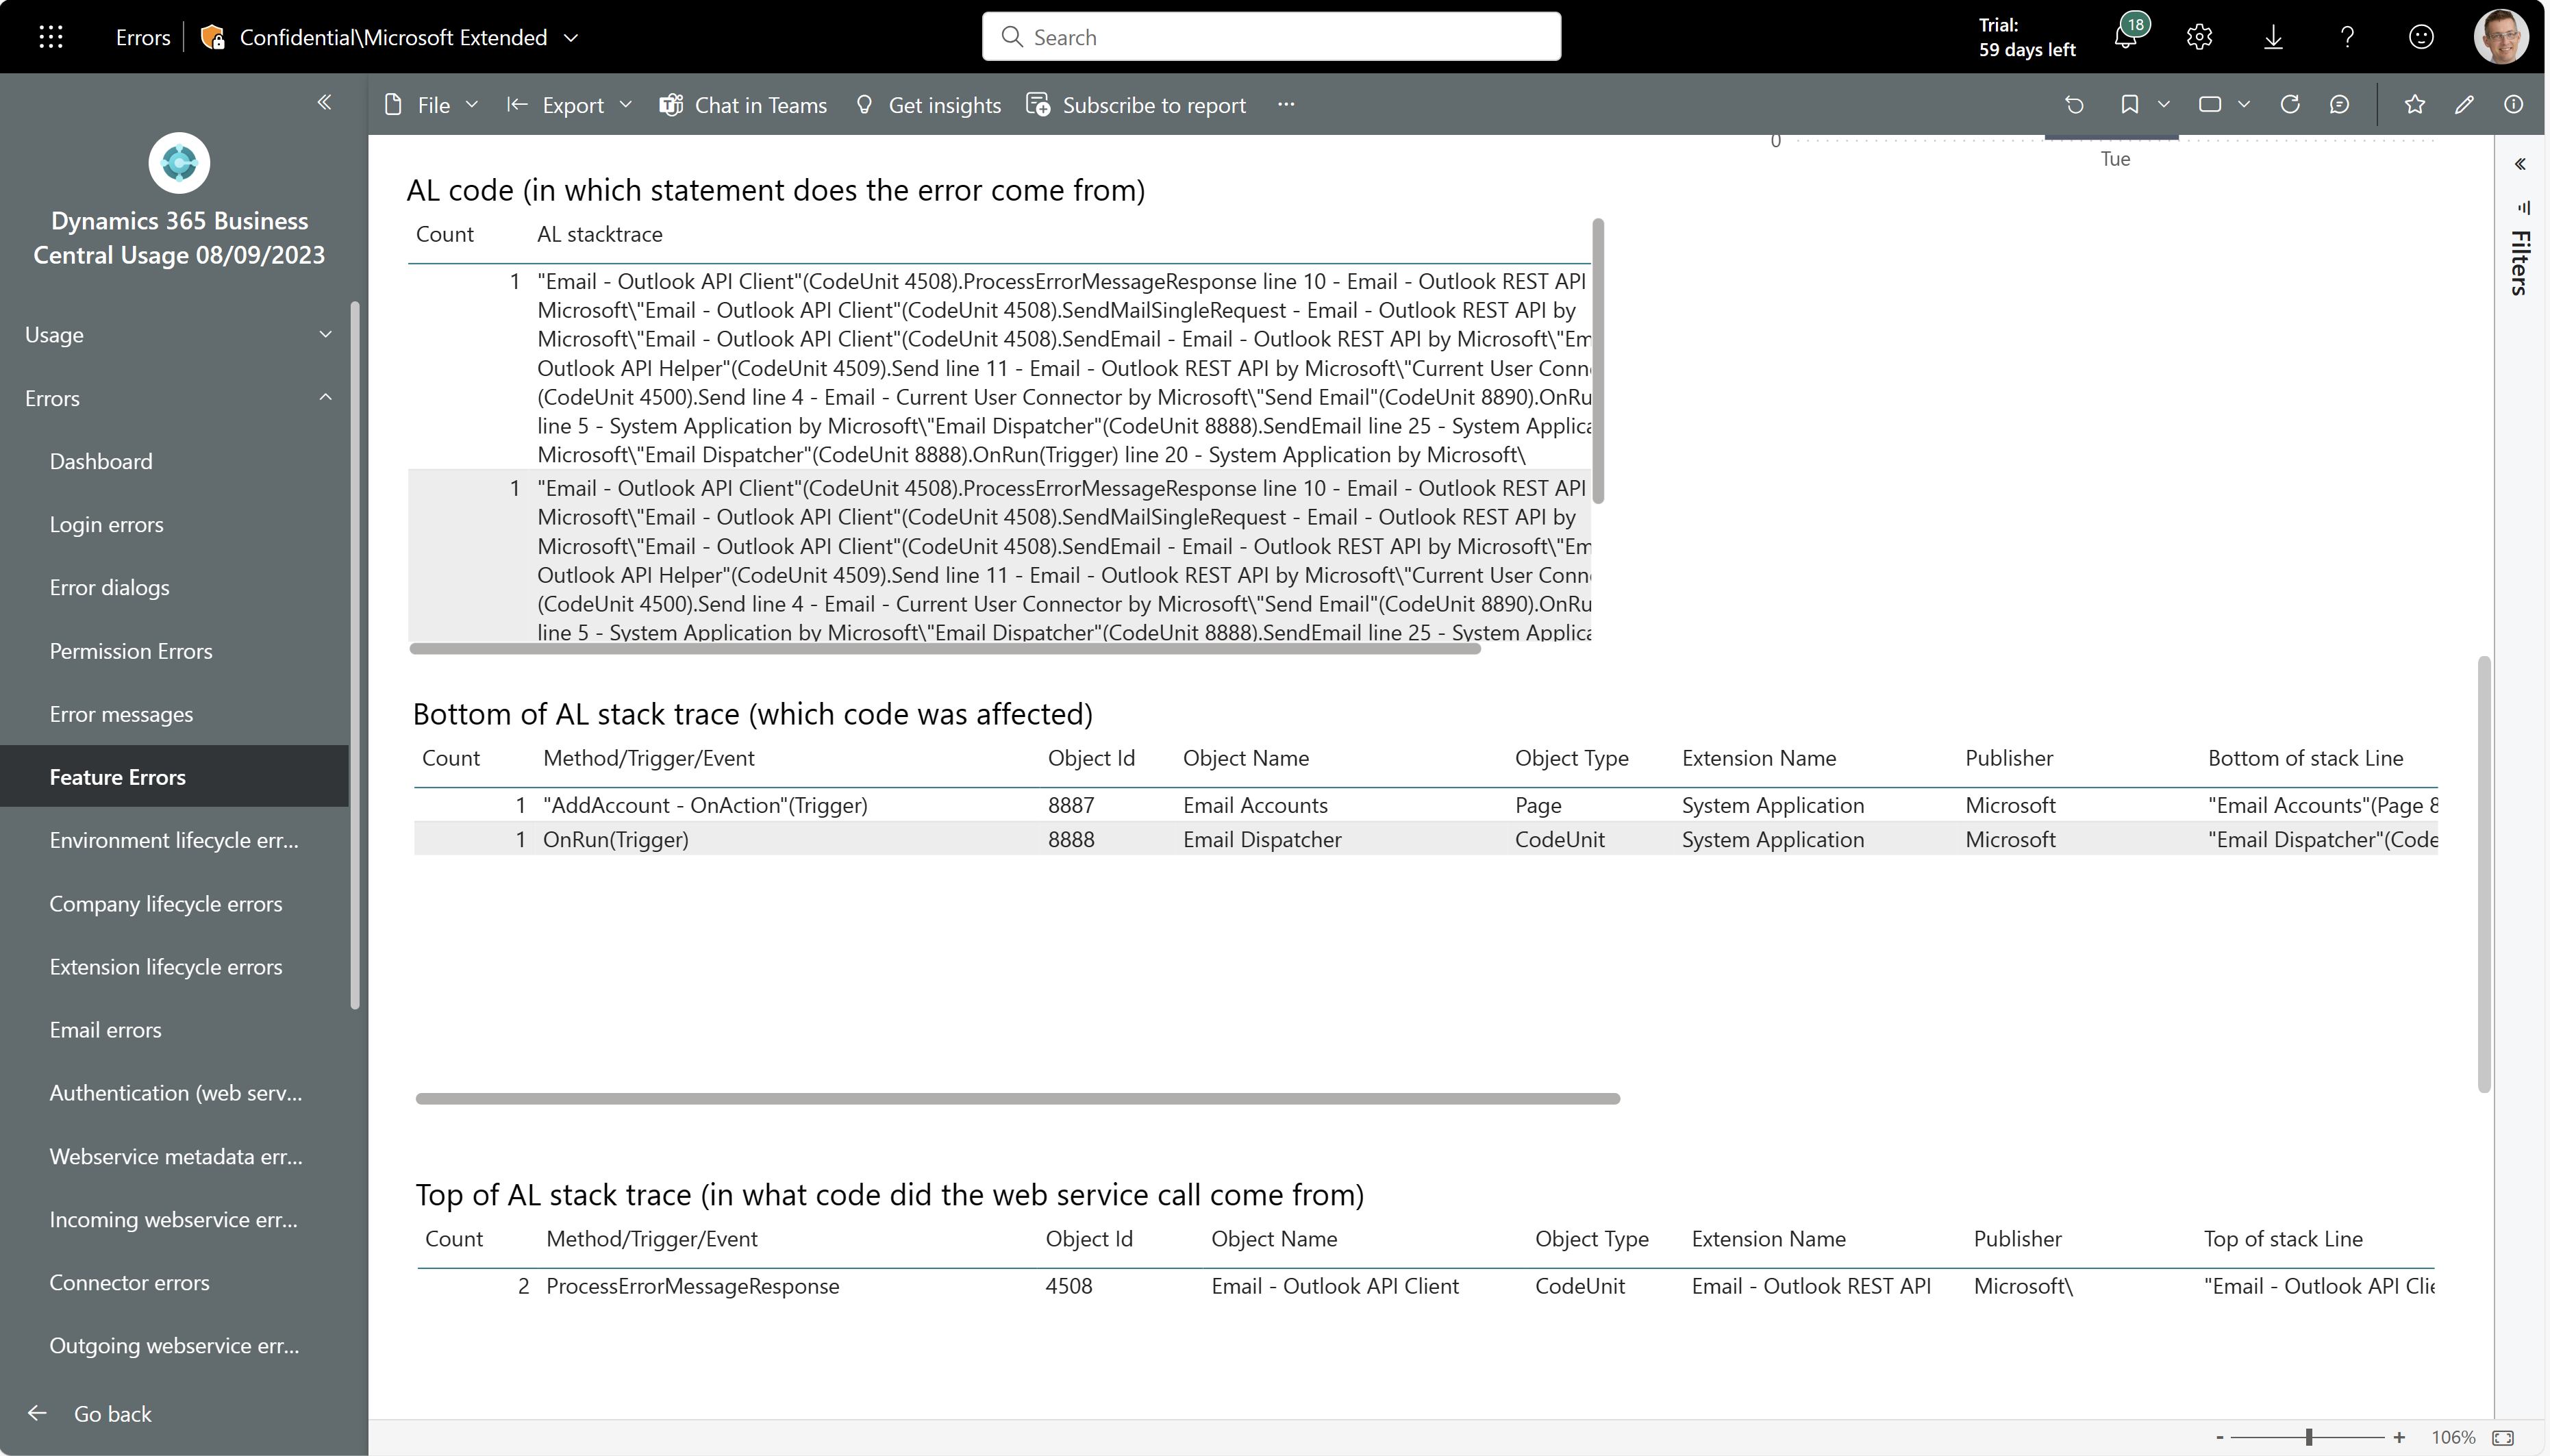 Errors
Confidential\Microsoft Extended
Search
Trial:
59 days left
18
File
Export
Chat in Teams
Get insights
Subscribe to report
Dynamics 365 Business
Central Usage 08/09/2023
Usage
Errors
Dashboard
Login errors
Error dialogs
Permission Errors
Error messages
Feature Errors
Environment lifecycle err...
Company lifecycle errors
Extension lifecycle errors
Email errors
Authentication (web serv...
Webservice metadata err...
Incoming webservice err...
Connector errors
Outgoing webservice err...
Go back
0
Tue
Filters
AL code (in which statement does the error come from)
Count AL stacktrace
1 "Email - Outlook API Client"(CodeUnit 4508).ProcessErrorMessageResponse line 10 - Email - Outlook REST API
Microsoft\"Email - Outlook API Client"(CodeUnit 4508).SendMailSingleRequest - Email - Outlook REST API by
Microsoft\"Email - Outlook API Client"(CodeUnit 4508).SendEmail - Email - Outlook REST API by Microsoft\"Em
Outlook API Helper"(CodeUnit 4509).Send line 11 - Email - Outlook REST API by Microsoft\"Current User Conn
(CodeUnit 4500).Send line 4 - Email - Current User Connector by Microsoft\"Send Email"(CodeUnit 8890).OnRu
line 5 - System Application by Microsoft\"Email Dispatcher"(CodeUnit 8888).SendEmail line 25 - System Applica
Microsoft\"Email Dispatcher"(CodeUnit 8888).OnRun(Trigger) line 20 - System Application by Microsoft\
1 "Email - Outlook API Client"(CodeUnit 4508).ProcessErrorMessageResponse line 10 - Email - Outlook REST API
Microsoft\"Email - Outlook API Client"(CodeUnit 4508).SendMailSingleRequest - Email - Outlook REST API by
Microsoft\"Email - Outlook API Client"(CodeUnit 4508).SendEmail - Email - Outlook REST API by Microsoft\"Em
Outlook API Helper"(CodeUnit 4509).Send line 11 - Email - Outlook REST API by Microsoft\"Current User Conn
(CodeUnit 4500).Send line 4 - Email - Current User Connector by Microsoft\"Send Email"(CodeUnit 8890).OnRu
line 5 - System Application by Microsoft\"Email Dispatcher"(CodeUnit 8888).SendEmail line 25 - System Applica
Bottom of AL stack trace (which code was affected)
Count Method/Trigger/Event Object Id Object Name Object Type Extension Name Publisher Bottom of stack Line
1 "AddAccount - OnAction"(Trigger) 8887 Email Accounts Page System Application Microsoft "Email Accounts"(Page 8
1 OnRun(Trigger) 8888 Email Dispatcher CodeUnit System Application Microsoft "Email Dispatcher"(Code
Top of AL stack trace (in what code did the web service call come from)
Count Method/Trigger/Event Object Id Object Name Object Type Extension Name Publisher Top of stack Line
2 ProcessErrorMessageResponse 4508 Email - Outlook API Client CodeUnit Email - Outlook REST API Microsoft\ "Email - Outlook API Clie
- + 106%